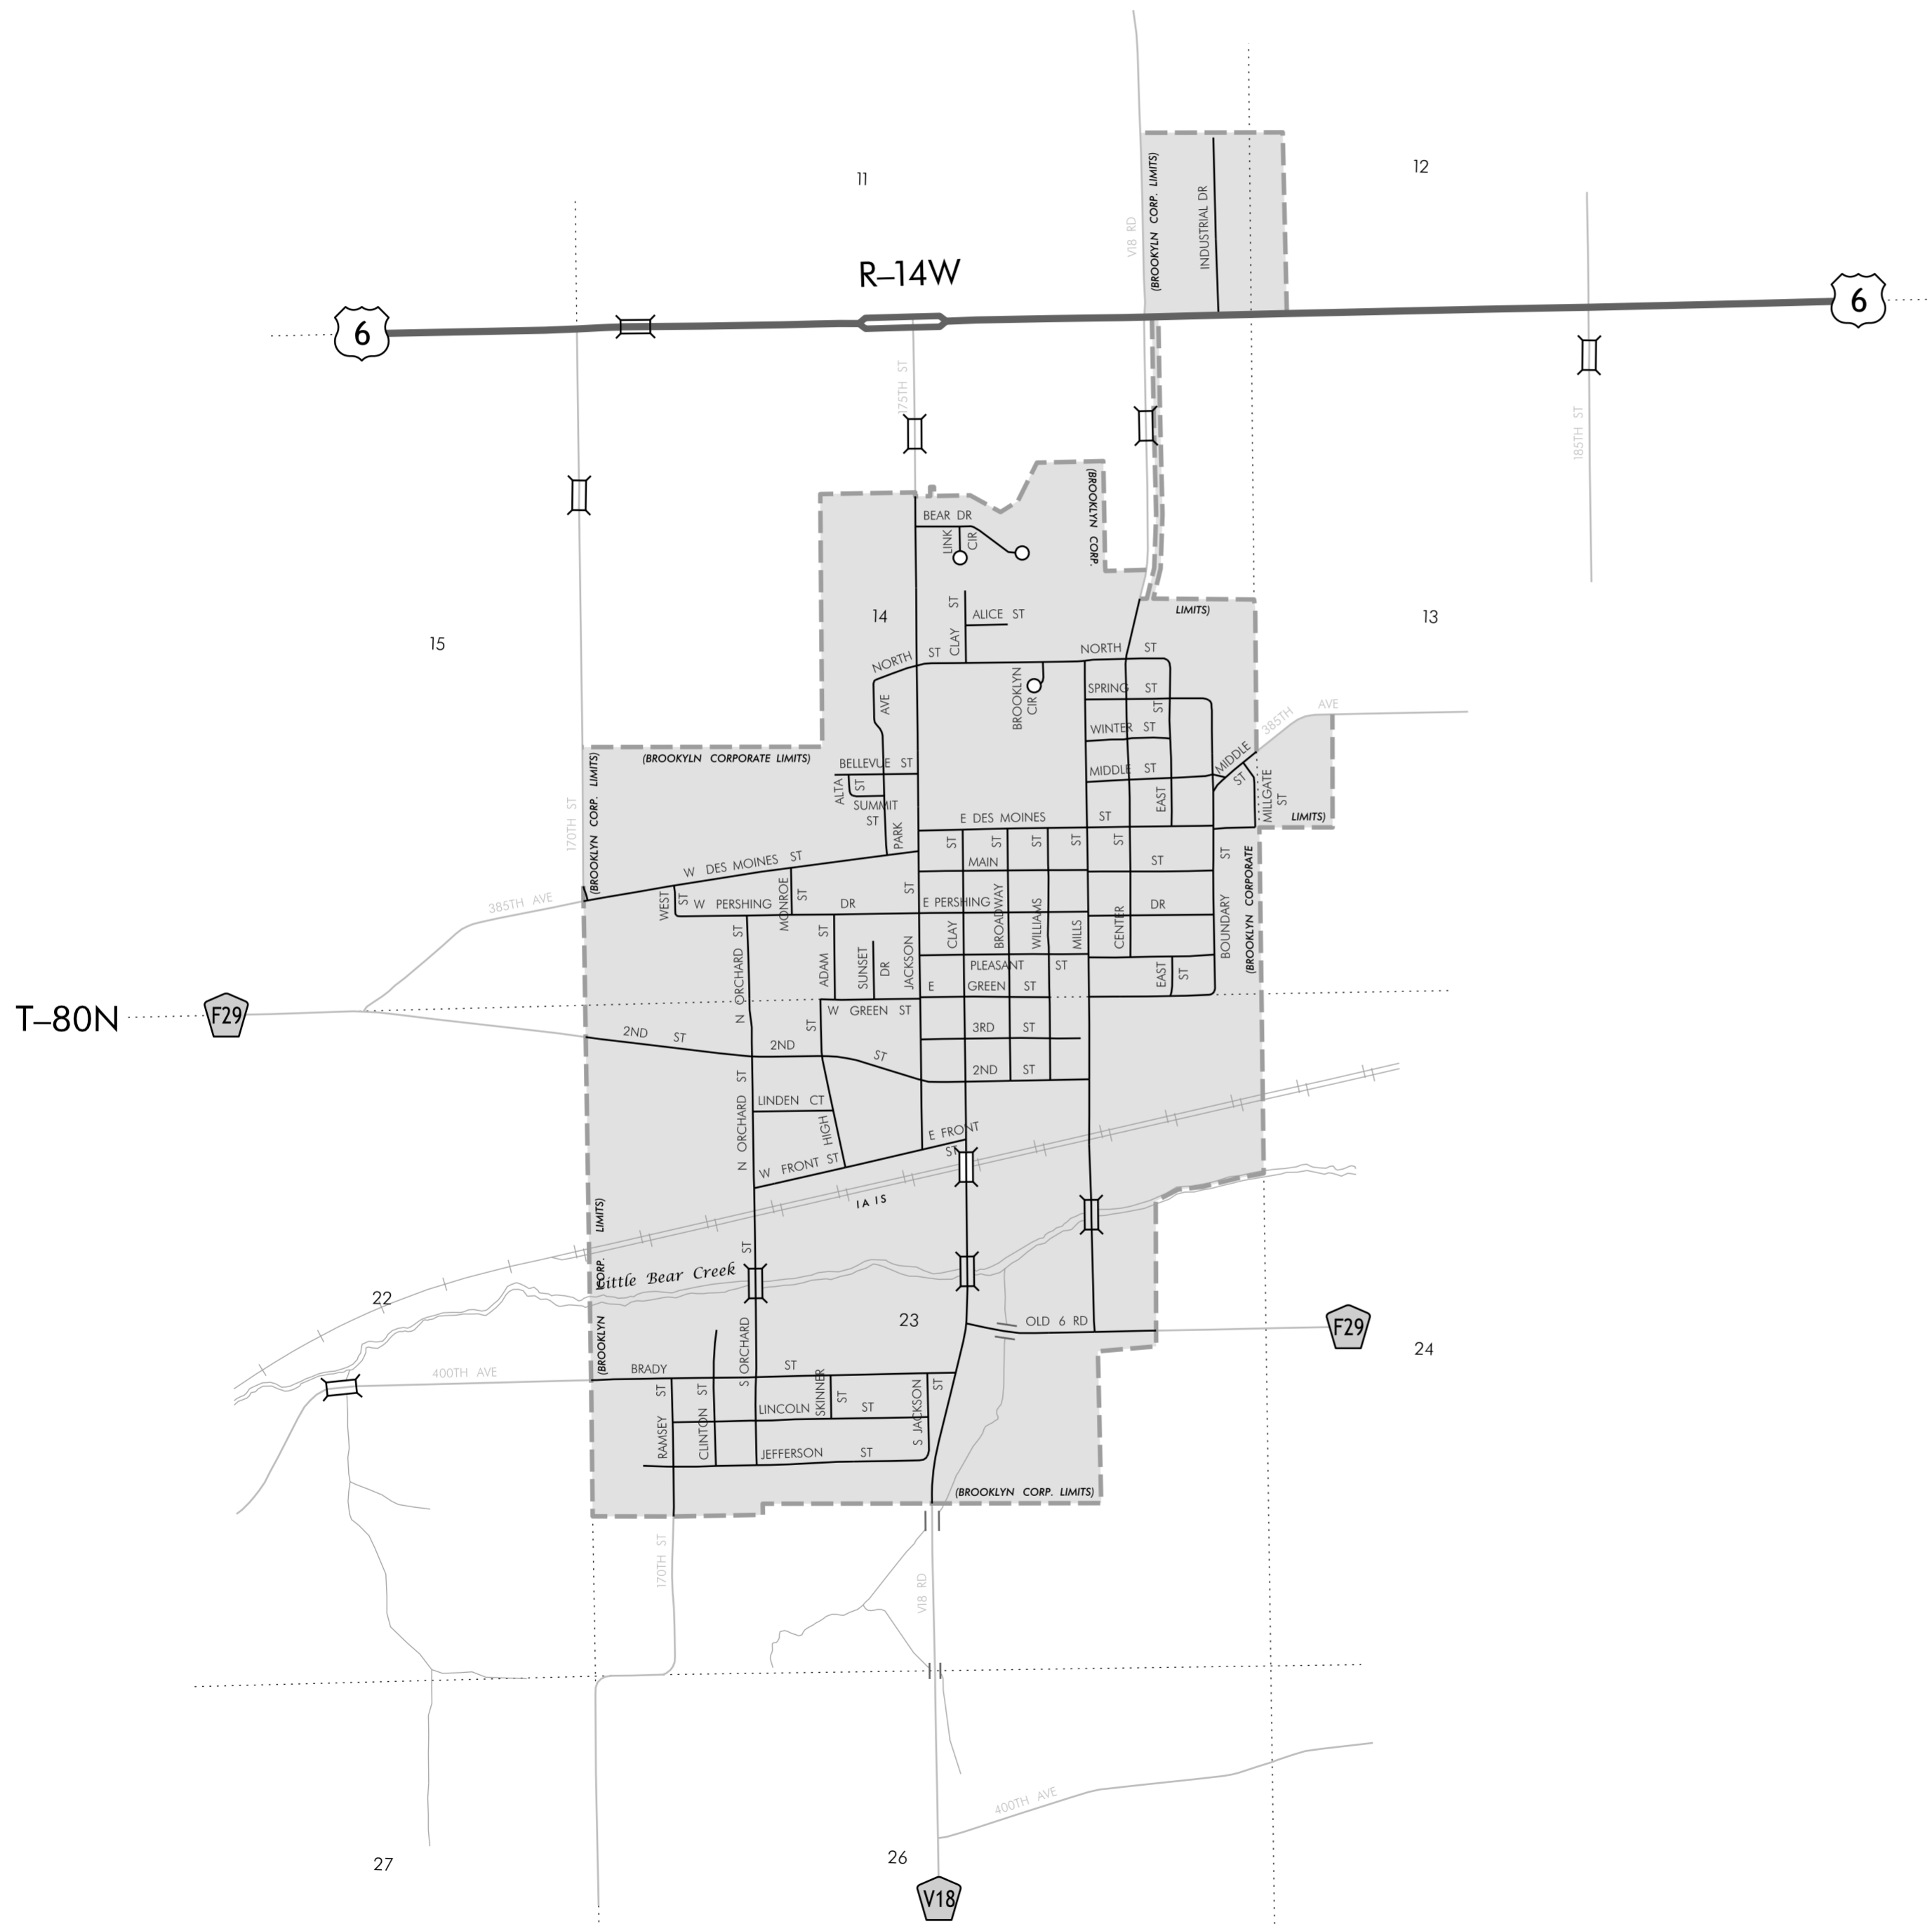 11
12
V18 RD
(BROOKYLN CORP. LIMITS)
INDUSTRIAL DR
R–14W
6
6
175TH ST
185TH ST
(BROOKLYN CORP.
LIMITS)
BEAR DR
LINK CIR
14
13
15
CLAY ST
ALICE ST
NORTH ST
NORTH ST
BROOKLYN CIR
SPRING ST
PARK AVE
WINTER ST
385TH AVE
(BROOKYLN CORPORATE LIMITS)
BELLEVUE ST
MIDDLE ST
MIDDLE ST
ALTA ST
SUMMIT ST
EAST ST
MILLGATE ST
LIMITS)
170TH ST
(BROOKLYN CORP. LIMITS)
E DES MOINES ST
W DES MOINES ST
MAIN ST
385TH AVE
WEST ST
W PERSHING DR
MONROE ST
E PERSHING DR
CLAY ST
BROADWAY ST
WILLIAMS ST
MILLS ST
CENTER ST
BOUNDARY ST
(BROOKLYN CORPORATE
N ORCHARD ST
ADAM ST
SUNSET DR
JACKSON ST
PLEASANT ST
EAST ST
E GREEN ST
T–80N
F29
W GREEN ST
2ND ST
2ND ST
3RD ST
2ND ST
N ORCHARD ST
LINDEN CT
HIGH ST
E FRONT ST
W FRONT ST
IA IS
(BROOKLYN CORP. LIMITS)
Little Bear Creek
22
23
OLD 6 RD
F29
24
400TH AVE
BRADY ST
S ORCHARD ST
RAMSEY ST
CLINTON ST
LINCOLN ST
SKINNER ST
S JACKSON ST
JEFFERSON ST
(BROOKLYN CORP. LIMITS)
170TH ST
V18 RD
400TH AVE
27
26
V18